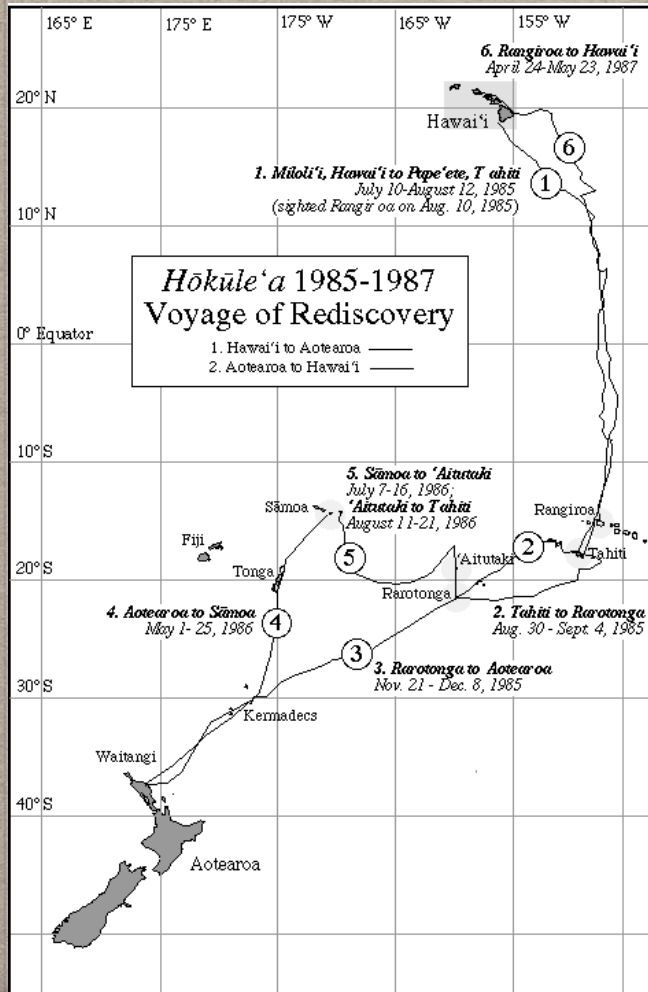 165° E
175° E
175° W
165° W
155° W
6. Rangiroa to Hawai‘i
April 24-May 23, 1987
20° N
Hawai‘i
6
1. Miloli‘i, Hawai‘i to Pape‘ete, T ahiti
July 10-August 12, 1985
(sighted Rangir oa on Aug. 10, 1985)
1
10° N
Hōkūle‘a 1985-1987
Voyage of Rediscovery
1. Hawai‘i to Aotearoa
2. Aotearoa to Hawai‘i
0° Equator
10° S
5. Sāmoa to ‘Aitutaki
July 7-16, 1986;
‘Aitutaki to Tahiti
August 11-21, 1986
Sāmoa
Rangiroa
Fiji
5
2
Tahiti
‘Aitutaki
20° S
Tonga
Rarotonga
4. Aotearoa to Sāmoa
May 1- 25, 1986
4
2. Tahiti to Rarotonga
Aug. 30 - Sept. 4, 1985
3
3. Rarotonga to Aotearoa
Nov. 21 - Dec. 8, 1985
30° S
Kermadecs
Waitangi
40° S
Aotearoa